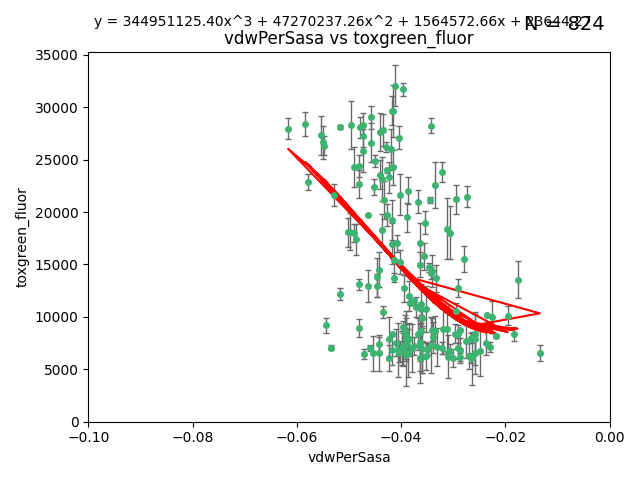 y = 344951125.40x^3 + 47270237.26x^2 + 1564572.66x +
N = 824
vdwPerSasa vs toxgreen_fluor
35000
30000
25000
20000
15000
10000
5000
0
toxgreen_fluor
−0.10 −0.08 −0.06 −0.04 −0.02 0.00
vdwPerSasa